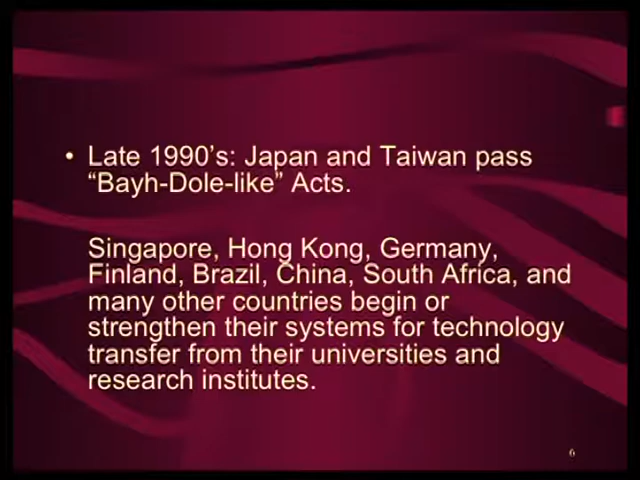 • Late 1990's: Japan and Taiwan pass
"Bayh-Dole-like" Acts.
Singapore, Hong Kong, Germany,
Finland, Brazil, China, South Africa, and
many other countries begin or
strengthen their systems for technology
transfer from their universities and
research institutes.
6